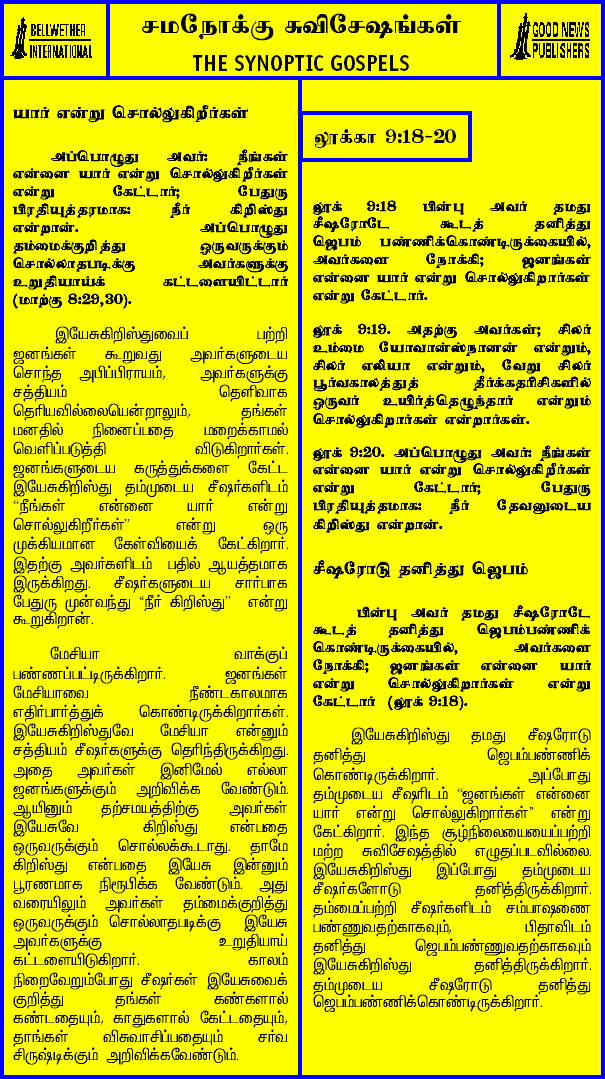 BELLWETHER
INTERNATIONAL
சமநோக்கு சுவிசேஷங்கள்
THE SYNOPTIC GOSPELS
GOOD NEWS
PUBLISHERS
யார் என்று சொல்லுகிறீர்கள்
அப்பொழுது அவர்: நீங்கள்
என்னை யார் என்று சொல்லுகிறீர்கள்
என்று கேட்டார்; பேதுரு
பிரதியுத்தரமாக: நீர் கிறிஸ்து
என்றான். அப்பொழுது
தம்மைக்குறித்து ஒருவருக்கும்
சொல்லாதபடிக்கு அவர்களுக்கு
உறுதியாய்க் கட்டளையிட்டார்
(மாற்கு 8:29,30).
இயேசுகிறிஸ்துவைப் பற்றி
ஜனங்கள் கூறுவது அவர்களுடைய
சொந்த அபிப்பிராயம், அவர்களுக்கு
சத்தியம் தெளிவாக
தெரியவில்லையென்றாலும், தங்கள்
மனதில் நினைப்பதை மறைக்காமல்
வெளிப்படுத்தி விடுகிறார்கள்.
ஜனங்களுடைய கருத்துக்களை கேட்ட
இயேசுகிறிஸ்து தம்முடைய சீஷர்களிடம்
“நீங்கள் என்னை யார் என்று
சொல்லுகிறீர்கள்” என்று ஒரு
முக்கியமான கேள்வியைக் கேட்கிறார்.
இதற்கு அவர்களிடம் பதில் ஆயத்தமாக
இருக்கிறது. சீஷர்களுடைய சார்பாக
பேதுரு முன்வந்து “நீர் கிறிஸ்து” என்று
கூறுகிறான்.
மேசியா வாக்குப்
பண்ணப்பட்டிருக்கிறார். ஜனங்கள்
மேசியாவை நீண்டகாலமாக
எதிர்பார்த்துக் கொண்டிருக்கிறார்கள்.
இயேசுகிறிஸ்துவே மேசியா என்னும்
சத்தியம் சீஷர்களுக்கு தெரிந்திருக்கிறது.
அதை அவர்கள் இனிமேல் எல்லா
ஜனங்களுக்கும் அறிவிக்க வேண்டும்.
ஆயினும் தற்சமயத்திற்கு அவர்கள்
இயேசுவே கிறிஸ்து என்பதை
ஒருவருக்கும் சொல்லக்கூடாது. தாமே
கிறிஸ்து என்பதை இயேசு இன்னும்
பூரணமாக நிரூபிக்க வேண்டும். அது
வரையிலும் அவர்கள் தம்மைக்குறித்து
ஒருவருக்கும் சொல்லாதபடிக்கு இயேசு
அவர்களுக்கு உறுதியாய்
கட்டளையிடுகிறார். காலம்
நிறைவேறும்போது சீஷர்கள் இயேசுவைக்
குறித்து தங்கள் கண்களால்
கண்டதையும், காதுகளால் கேட்டதையும்,
தாங்கள் விசுவாசிப்பதையும் சர்வ
சிருஷ்டிக்கும் அறிவிக்கவேண்டும்.
லூக்கா 9:18-20
லூக் 9:18 பின்பு அவர் தமது
சீஷரோடே கூடத் தனித்து
ஜெபம் பண்ணிக்கொண்டிருக்கையில்,
அவர்களை நோக்கி; ஜனங்கள்
என்னை யார் என்று சொல்லுகிறார்கள்
என்று கேட்டார்.
லூக் 9:19. அதற்கு அவர்கள்; சிலர்
உம்மை யோவான்ஸ்நானன் என்றும்,
சிலர் எலியா என்றும், வேறு சிலர்
பூர்வகாலத்துத் தீர்க்கதரிசிகளில்
ஒருவர் உயிர்த்தெழுந்தார் என்றும்
சொல்லுகிறார்கள் என்றார்கள்.
லூக் 9:20. அப்பொழுது அவர்: நீங்கள்
என்னை யார் என்று சொல்லுகிறீர்கள்
என்று கேட்டார்; பேதுரு
பிரதியுத்தரமாக: நீர் தேவனுடைய
கிறிஸ்து என்றான்.
சீஷரோடு தனித்து ஜெபம்
பின்பு அவர் தமது சீஷரோடே
கூடத் தனித்து ஜெபம்பண்ணிக்
கொண்டிருக்கையில், அவர்களை
நோக்கி; ஜனங்கள் என்னை யார்
என்று சொல்லுகிறார்கள் என்று
கேட்டார் (லூக் 9:18).
இயேசுகிறிஸ்து தமது சீஷரோடு
தனித்து ஜெபம்பண்ணிக்
கொண்டிருக்கிறார். அப்போது
தம்முடைய சீஷரிடம் “ஜனங்கள் என்னை
யார் என்று சொல்லுகிறார்கள்” என்று
கேட்கிறார். இந்த சூழ்நிலையையைப்பற்றி
மற்ற சுவிசேஷத்தில் எழுதப்படவில்லை.
இயேசுகிறிஸ்து இப்போது தம்முடைய
சீஷர்களோடு தனித்திருக்கிறார்.
தம்மைப்பற்றி சீஷர்களிடம் சம்பாஷணை
பண்ணுவதற்காகவும், பிதாவிடம்
தனித்து ஜெபம்பண்ணுவதற்காகவும்
இயேசுகிறிஸ்து தனித்திருக்கிறார்.
தம்முடைய சீஷரோடு தனித்து
ஜெபம்பண்ணிக்கொண்டிருக்கிறார்.